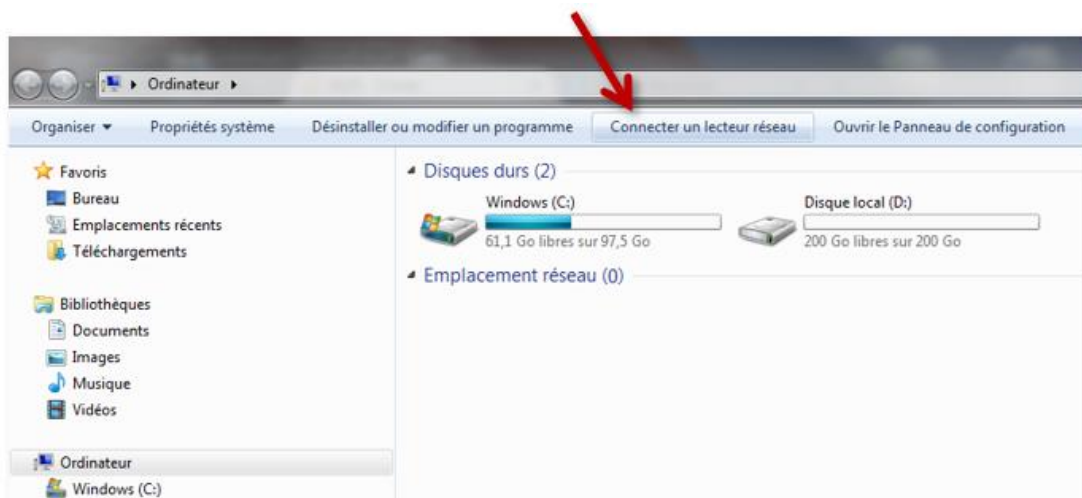 Ordinateur
Organiser Propriétés système Désinstaller ou modifier un programme Connecter un lecteur réseau Ouvrir le Panneau de configuration
Favoris
Bureau
Emplacements récents
Téléchargements
Bibliothèques
Documents
Images
Musique
Vidéos
Ordinateur
Windows (C:)
Disques durs (2)
Windows (C:)
61,1 Go libres sur 97,5 Go
Disque local (D:)
200 Go libres sur 200 Go
Emplacement réseau (0)